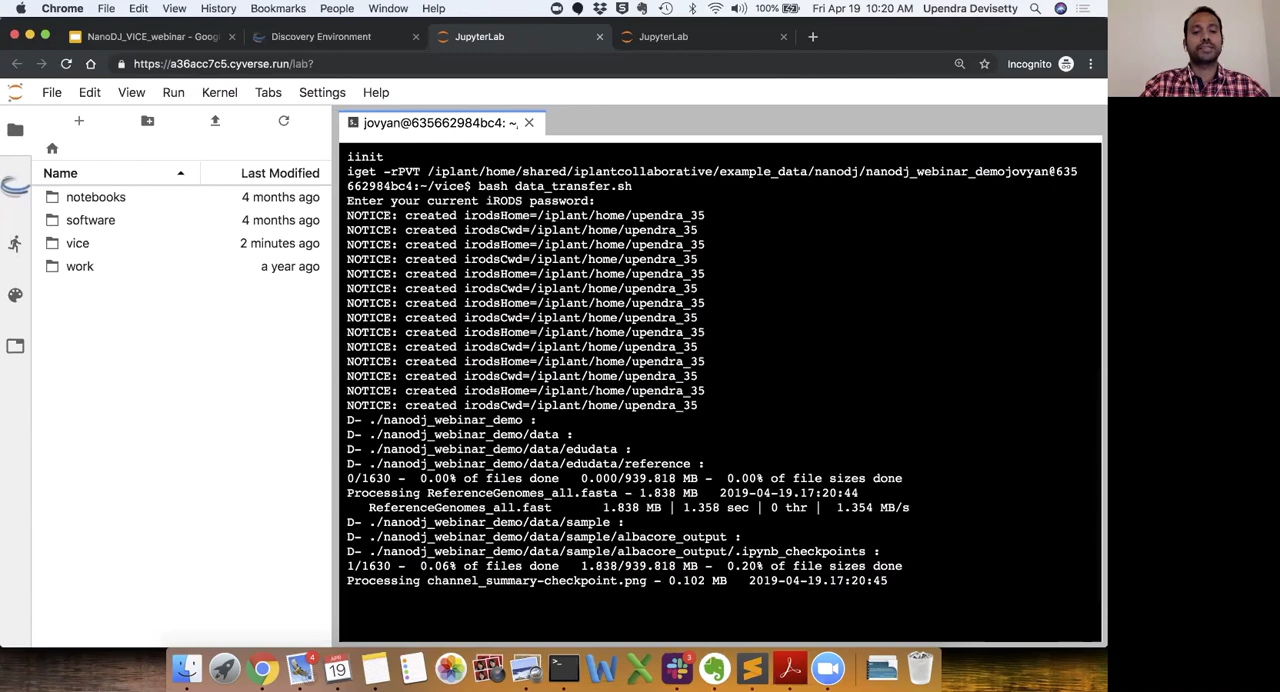 Chrome File Edit View History Bookmarks People Window Help 100% Fri Apr 19 10:20 AM Upendra Devisetty
NanoDJ_VICE_webinar - Goog Discovery Environment JupyterLab JupyterLab
https://a36acc7c5.cyverse.run/lab? Incognito
File Edit View Run Kernel Tabs Settings Help
jovyan@635662984bc4: ~,
Name Last Modified
notebooks 4 months ago
software 4 months ago
vice 2 minutes ago
work a year ago
iinit
iget -rPVT /iplant/home/shared/iplantcollaborative/example_data/nanodj/nanodj_webinar_demojovyan@635
662984bc4:~/vice$ bash data_transfer.sh
Enter your current iRODS password:
NOTICE: created irodsHome=/iplant/home/upendra_35
NOTICE: created irodsCwd=/iplant/home/upendra_35
NOTICE: created irodsHome=/iplant/home/upendra_35
NOTICE: created irodsCwd=/iplant/home/upendra_35
NOTICE: created irodsHome=/iplant/home/upendra_35
NOTICE: created irodsCwd=/iplant/home/upendra_35
NOTICE: created irodsHome=/iplant/home/upendra_35
NOTICE: created irodsCwd=/iplant/home/upendra_35
NOTICE: created irodsHome=/iplant/home/upendra_35
NOTICE: created irodsCwd=/iplant/home/upendra_35
NOTICE: created irodsHome=/iplant/home/upendra_35
NOTICE: created irodsCwd=/iplant/home/upendra_35
NOTICE: created irodsHome=/iplant/home/upendra_35
NOTICE: created irodsCwd=/iplant/home/upendra_35
D- ./nanodj_webinar_demo :
D- ./nanodj_webinar_demo/data :
D- ./nanodj_webinar_demo/data/edudata :
D- ./nanodj_webinar_demo/data/edudata/reference :
0/1630 - 0.00% of files done 0.000/939.818 MB - 0.00% of file sizes done
Processing ReferenceGenomes_all.fasta - 1.838 MB 2019-04-19.17:20:44
ReferenceGenomes_all.fast 1.838 MB | 1.358 sec | 0 thr | 1.354 MB/s
D- ./nanodj_webinar_demo/data/sample :
D- ./nanodj_webinar_demo/data/sample/albacore_output :
D- ./nanodj_webinar_demo/data/sample/albacore_output/.ipynb_checkpoints :
1/1630 - 0.06% of files done 1.838/939.818 MB - 0.20% of file sizes done
Processing channel_summary-checkpoint.png - 0.102 MB 2019-04-19.17:20:45
4
APR
19
3